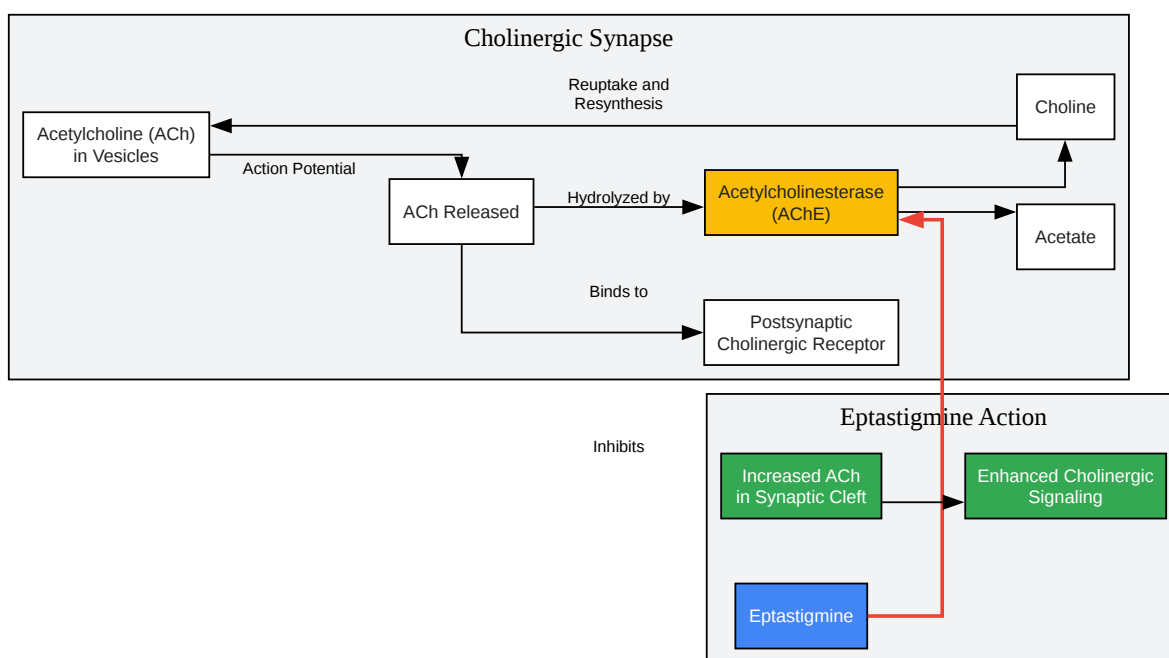 Cholinergic Synapse
Reuptake and
Resynthesis
Choline
Acetylcholine (ACh)
in Vesicles
Action Potential
ACh Released
Hydrolyzed by
Acetylcholinesterase
(AChE)
Acetate
Binds to
Postsynaptic
Cholinergic Receptor
Eptastigmine Action
Inhibits
Increased ACh
in Synaptic Cleft
Enhanced Cholinergic
Signaling
Eptastigmine